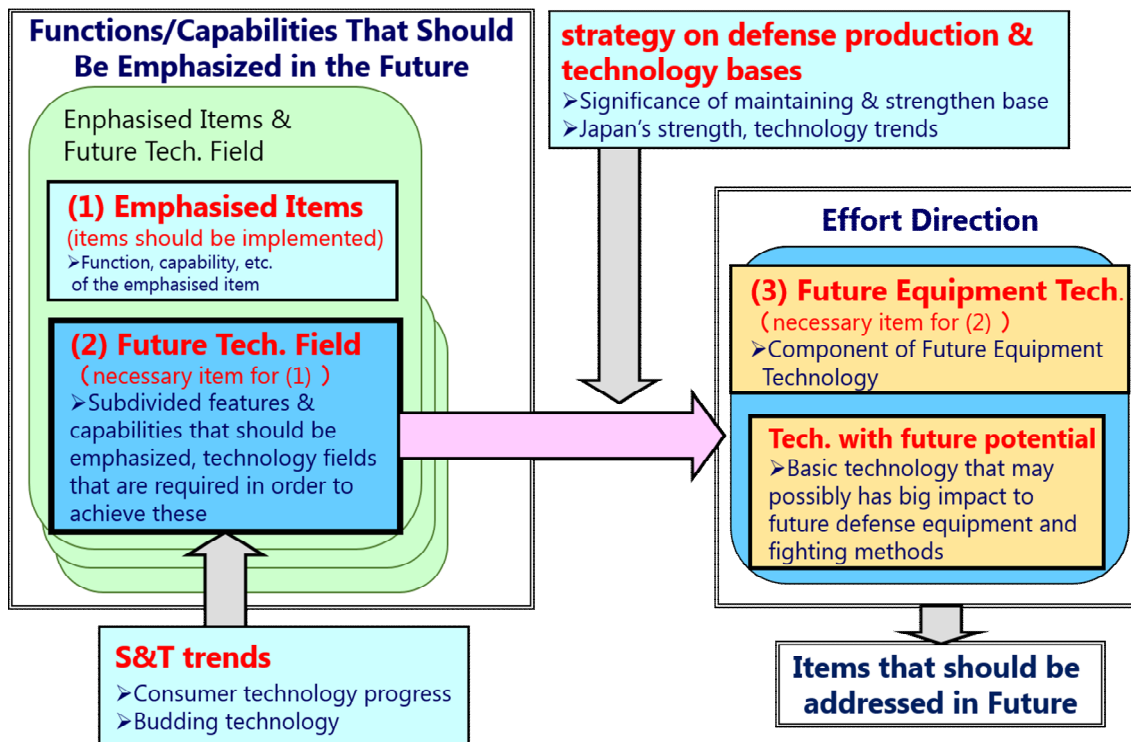 Functions/Capabilities That Should
Be Emphasized in the Future
Enphasised Items &
Future Tech. Field
(1) Emphasised Items
(items should be implemented)
➢Function, capability, etc.
of the emphasised item
(2) Future Tech. Field
(necessary item for (1) )
➢Subdivided features &
capabilities that should be
emphasized, technology fields
that are required in order to
achieve these
S&T trends
➢Consumer technology progress
➢Budding technology
strategy on defense production &
technology bases
➢Significance of maintaining & strengthen base
➢Japan's strength, technology trends
Effort Direction
(3) Future Equipment Tech.
(necessary item for (2) )
➢Component of Future Equipment
Technology
Tech. with future potential
➢Basic technology that may
possibly has big impact to
future defense equipment and
fighting methods
Items that should be
addressed in Future